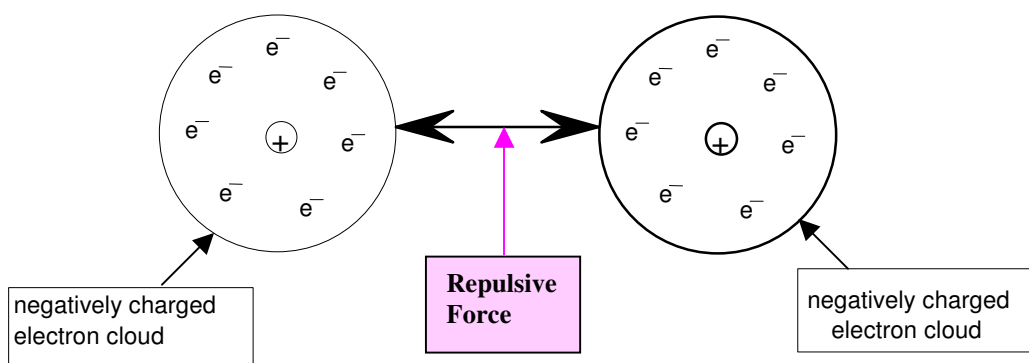 e⁻
e⁻
e⁻
e⁻
+
e⁻
e⁻
e⁻
e⁻
e⁻
e⁻
e⁻
+
e⁻
e⁻
e⁻
negatively charged
electron cloud
Repulsive
Force
negatively charged
electron cloud